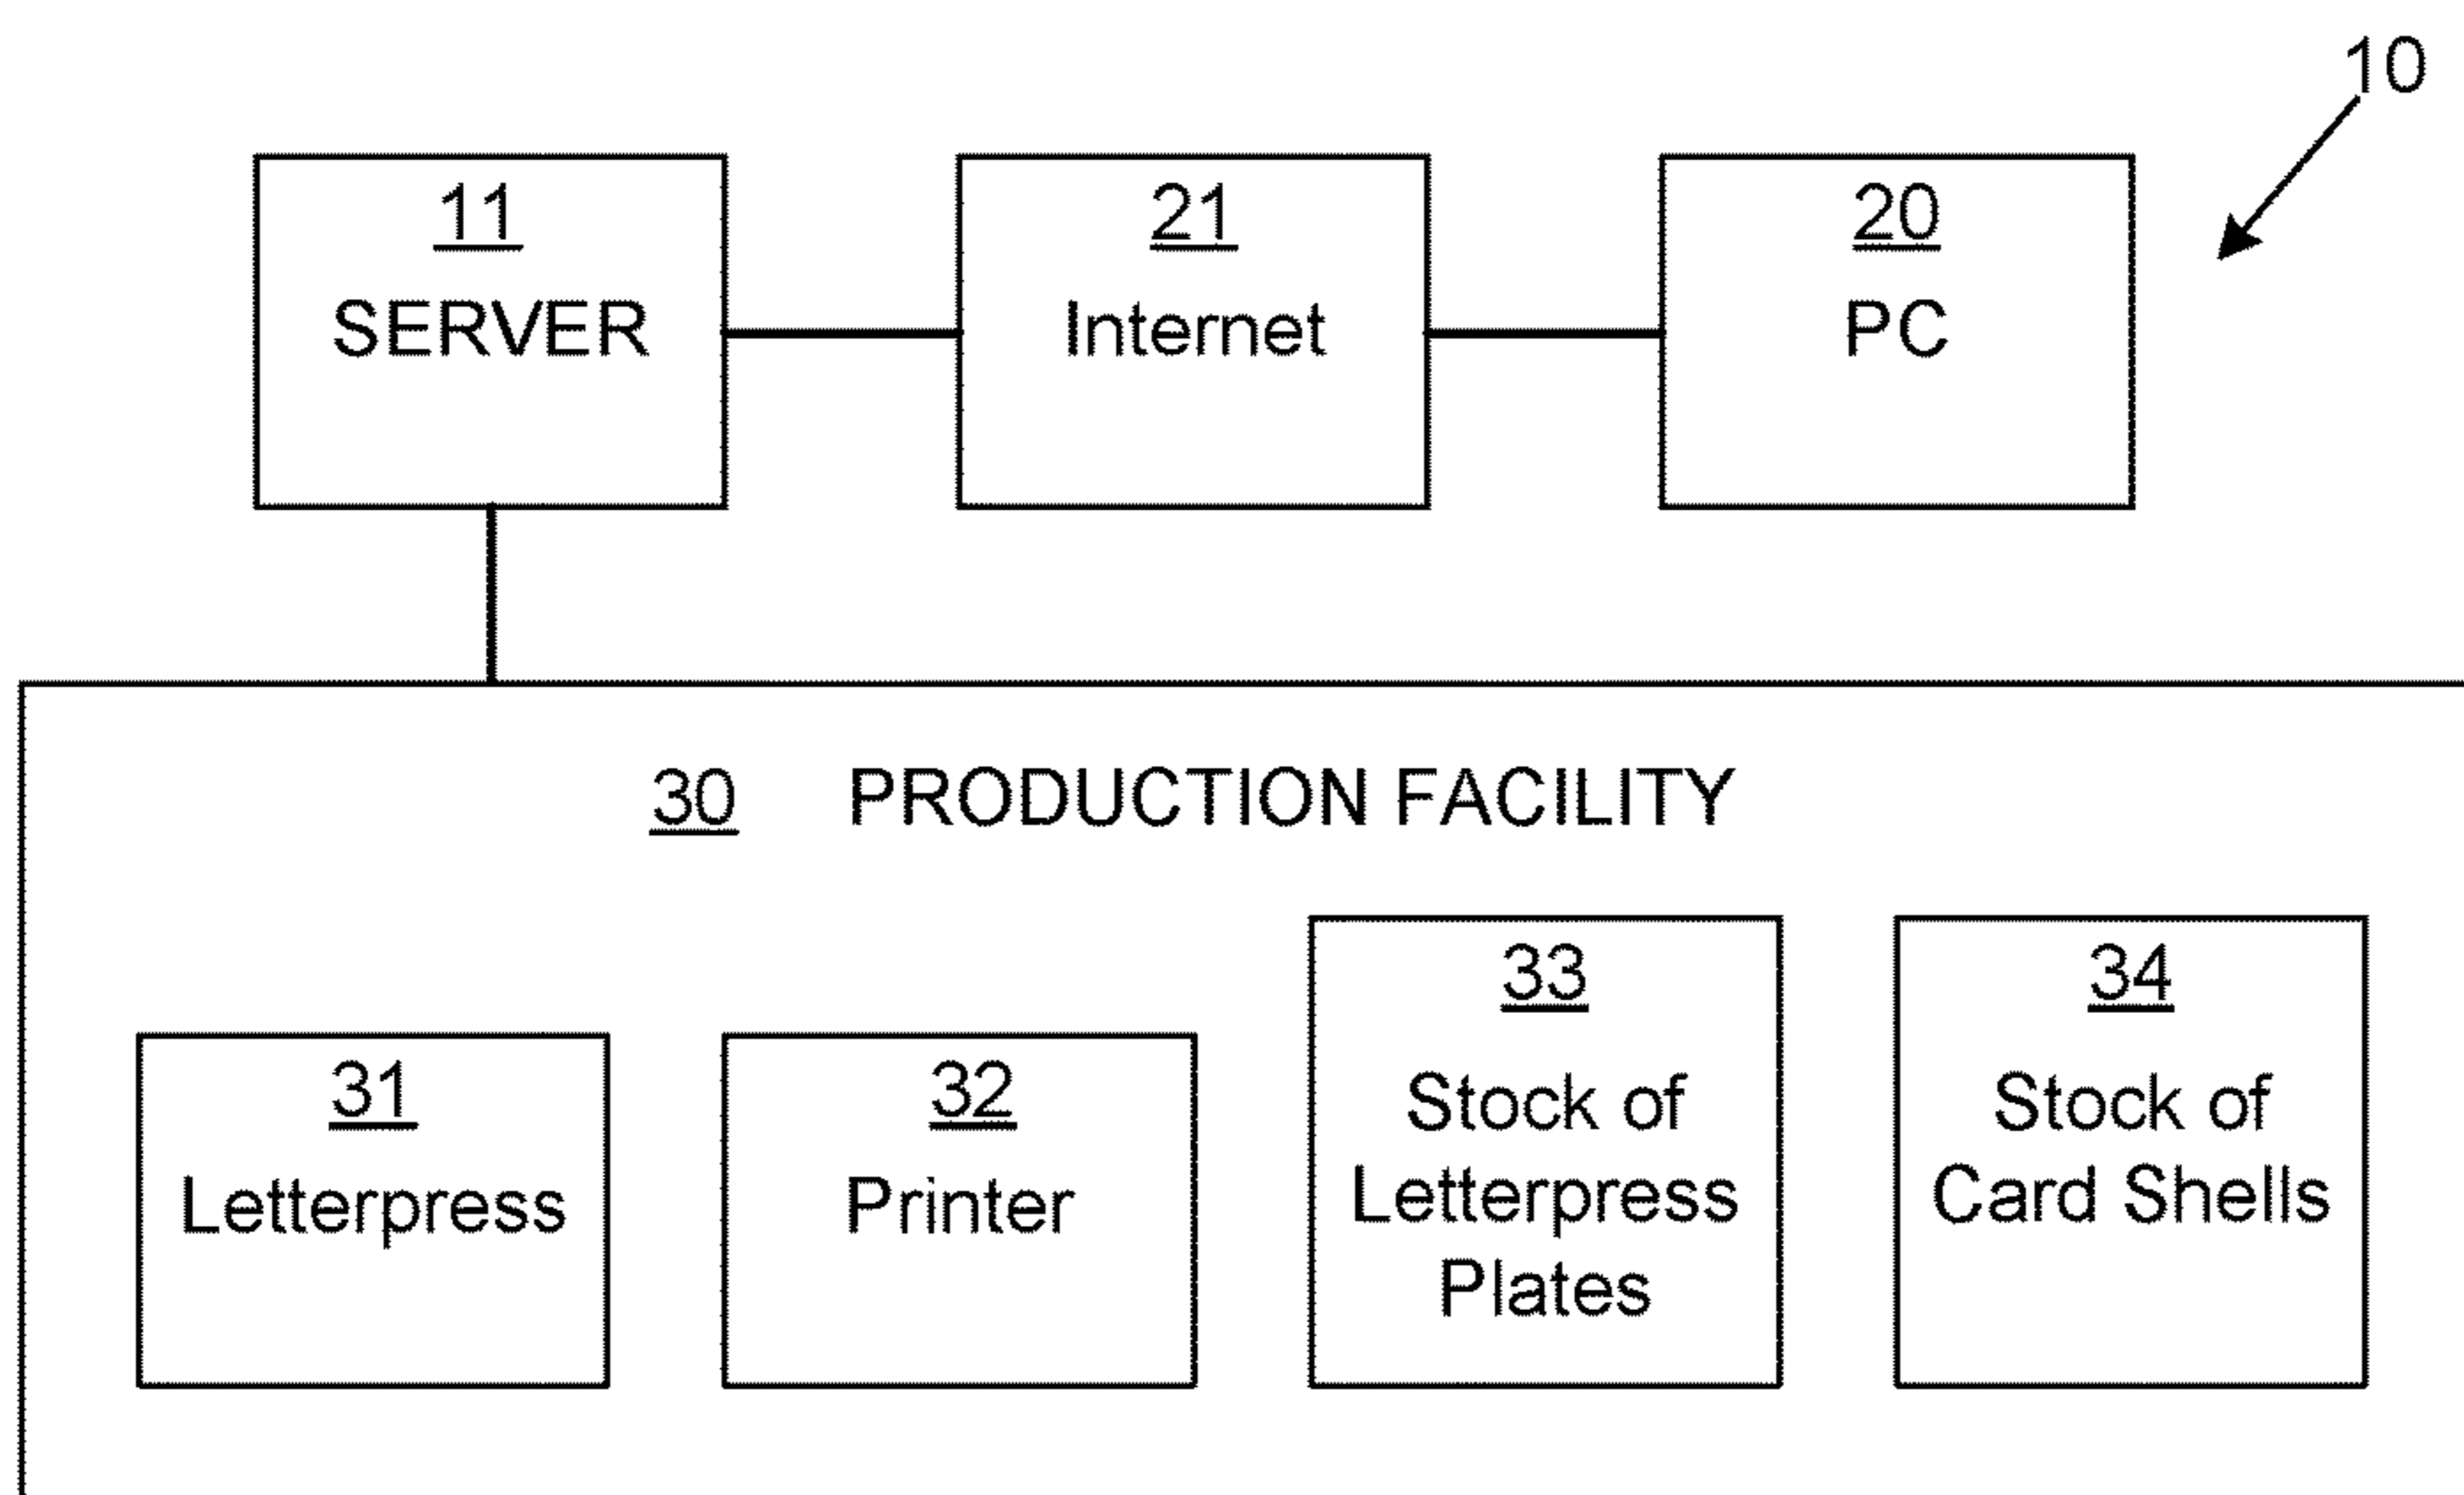 10
11
SERVER
21
Internet
20
PC
30 PRODUCTION FACILITY
31
Letterpress
32
Printer
33
Stock of
Letterpress
Plates
34
Stock of
Card Shells